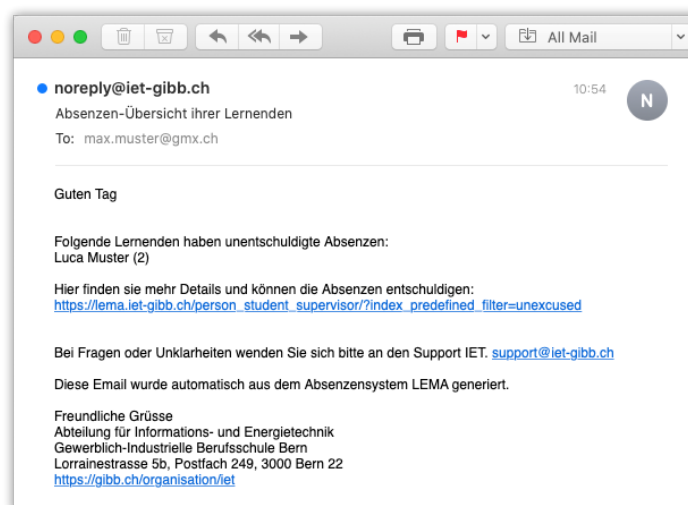 All Mail
noreply@iet-gibb.ch
10:54
N
Absenzen-Übersicht ihrer Lernenden
To: max.muster@gmx.ch
Guten Tag
Folgende Lernenden haben unentschuldigte Absenzen:
Luca Muster (2)
Hier finden sie mehr Details und können die Absenzen entschuldigen:
https://lema.iet-gibb.ch/person_student_supervisor/?index_predefined_filter=unexcused
Bei Fragen oder Unklarheiten wenden Sie sich bitte an den Support IET. support@iet-gibb.ch
Diese Email wurde automatisch aus dem Absenzensystem LEMA generiert.
Freundliche Grüsse
Abteilung für Informations- und Energietechnik
Gewerblich-Industrielle Berufsschule Bern
Lorrainestrasse 5b, Postfach 249, 3000 Bern 22
https://gibb.ch/organisation/iet